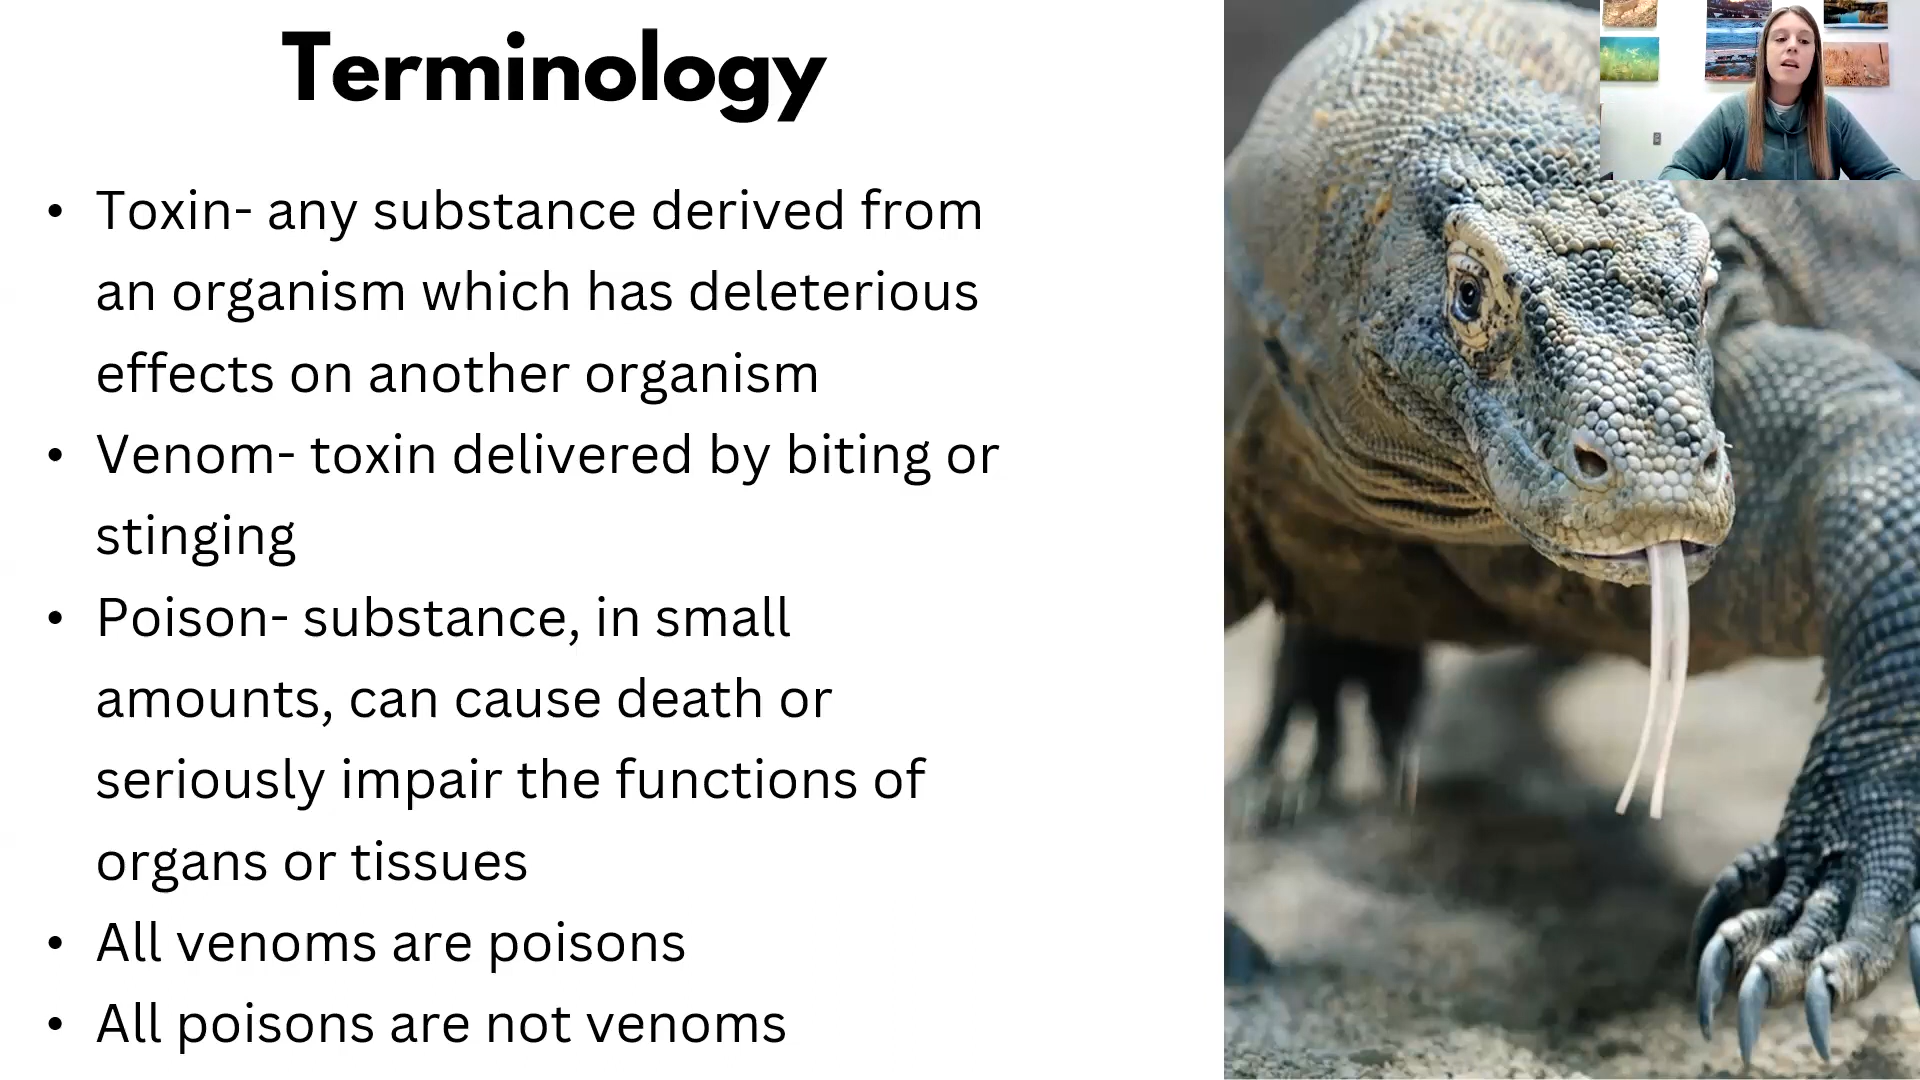 Terminology
• Toxin- any substance derived from
an organism which has deleterious
effects on another organism
• Venom- toxin delivered by biting or
stinging
• Poison- substance, in small
amounts, can cause death or
seriously impair the functions of
organs or tissues
• All venoms are poisons
• All poisons are not venoms